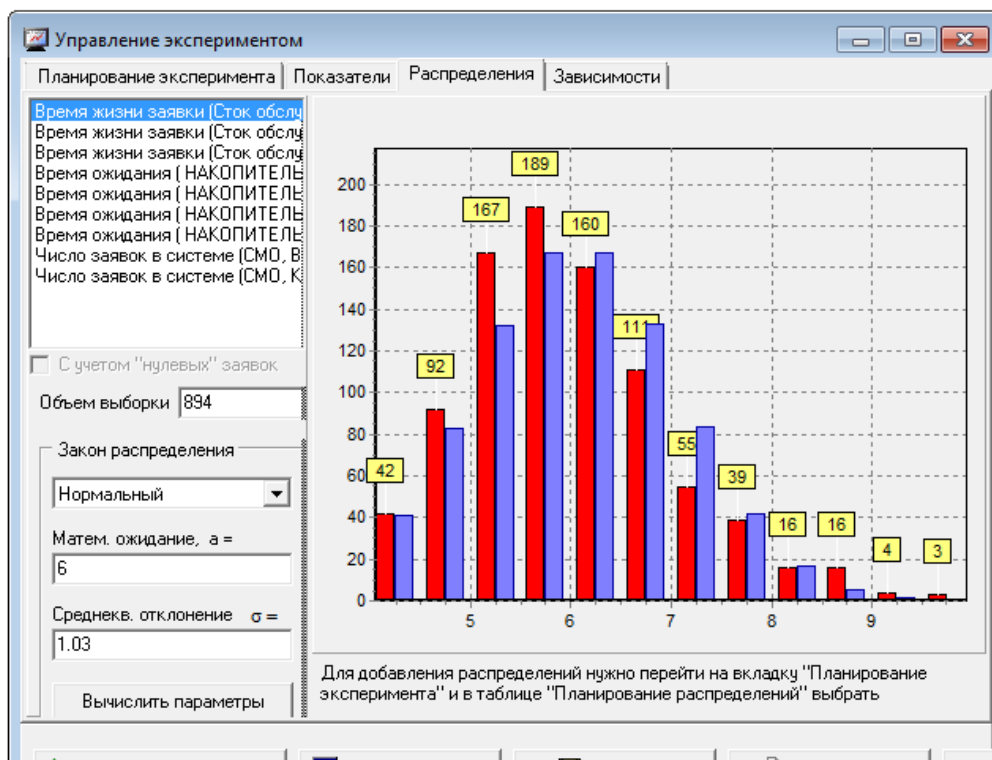 Управление экспериментом
Планирование эксперимента Показатели Распределения Зависимости
Время жизни заявки (Сток обслу
Время жизни заявки (Сток обслу
Время жизни заявки (Сток обслу
Время ожидания ( НАКОПИТЕЛЬ
Время ожидания ( НАКОПИТЕЛЬ
Время ожидания ( НАКОПИТЕЛЬ
Время ожидания ( НАКОПИТЕЛЬ
Число заявок в системе (СМО, В
Число заявок в системе (СМО, К
С учетом "нулевых" заявок
Объем выборки 894
Закон распределения
Нормальный
Матем. ожидание, a =
6
Среднекв. отклонение σ =
1.03
Вычислить параметры
200
180
160
140
120
100
80
60
40
20
0
42
92
167
189
160
111
55
39
16
16
4
3
5 6 7 8 9
Для добавления распределений нужно перейти на вкладку "Планирование
эксперимента" и в таблице "Планирование распределений" выбрать